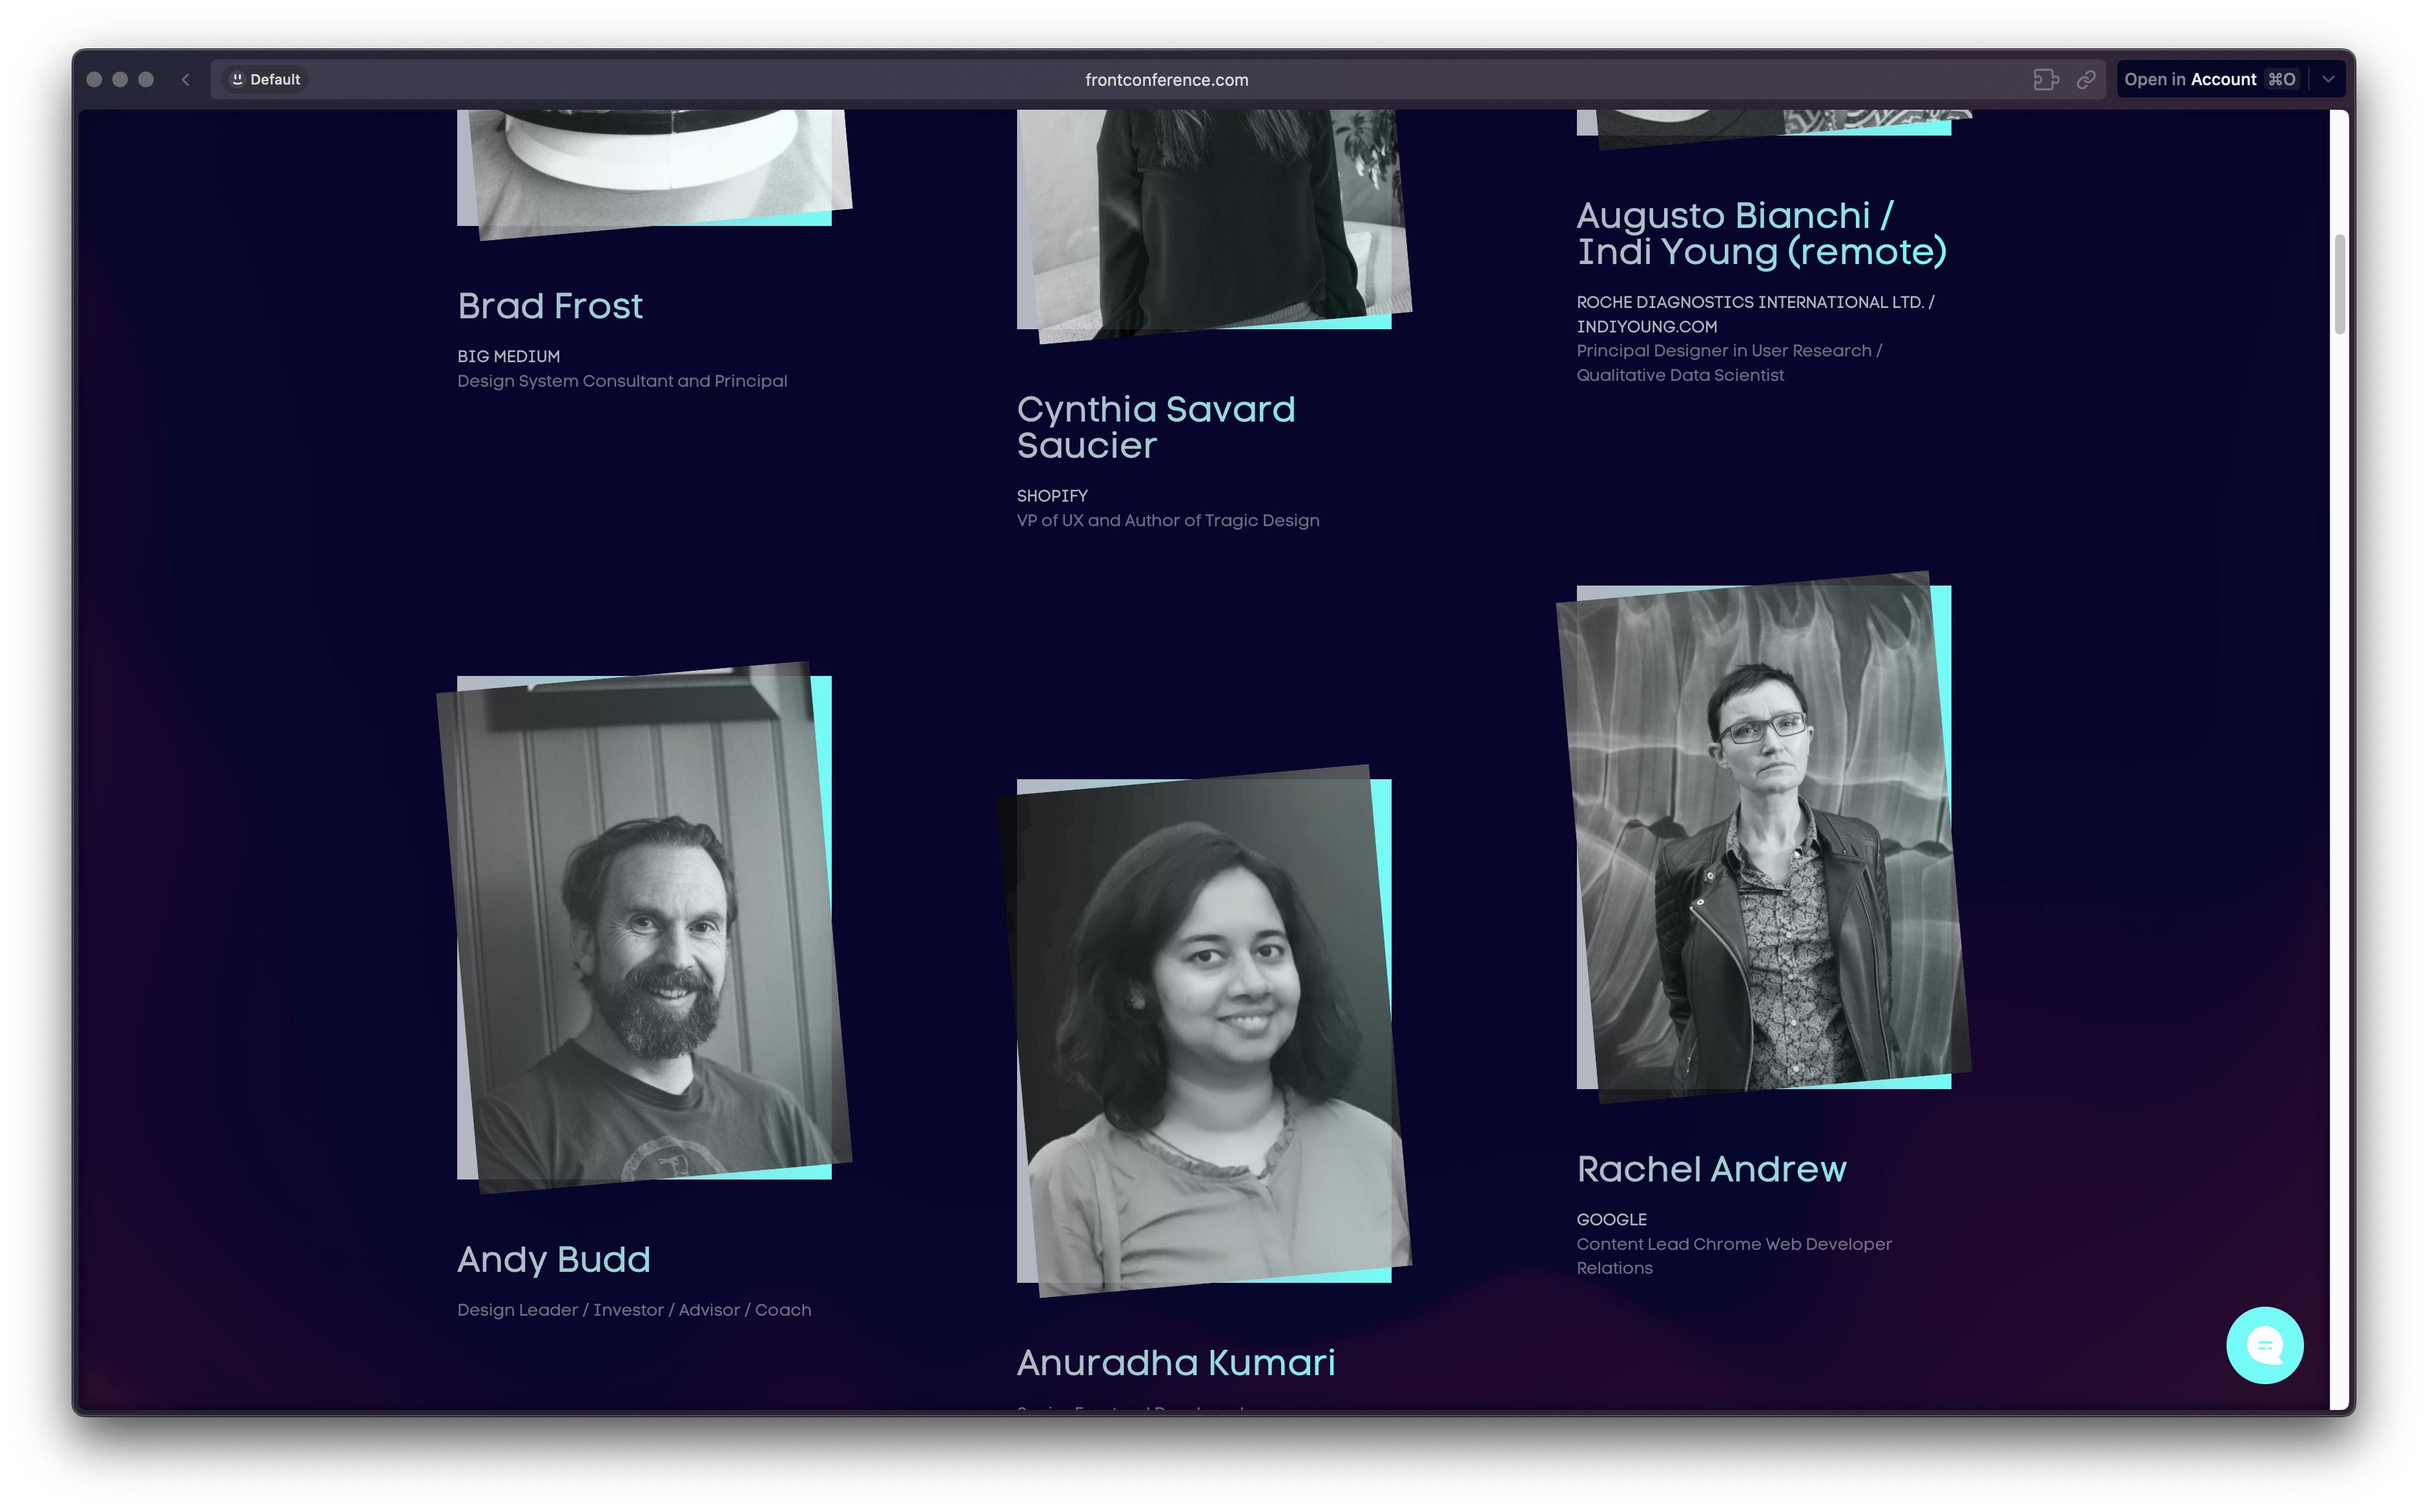 Default
frontconference.com
Open in Account ⌘O
Brad Frost
BIG MEDIUM
Design System Consultant and Principal
Cynthia Savard
Saucier
SHOPIFY
VP of UX and Author of Tragic Design
Augusto Bianchi /
Indi Young (remote)
ROCHE DIAGNOSTICS INTERNATIONAL LTD. /
INDIYOUNG.COM
Principal Designer in User Research /
Qualitative Data Scientist
Andy Budd
Design Leader / Investor / Advisor / Coach
Anuradha Kumari
Rachel Andrew
GOOGLE
Content Lead Chrome Web Developer
Relations